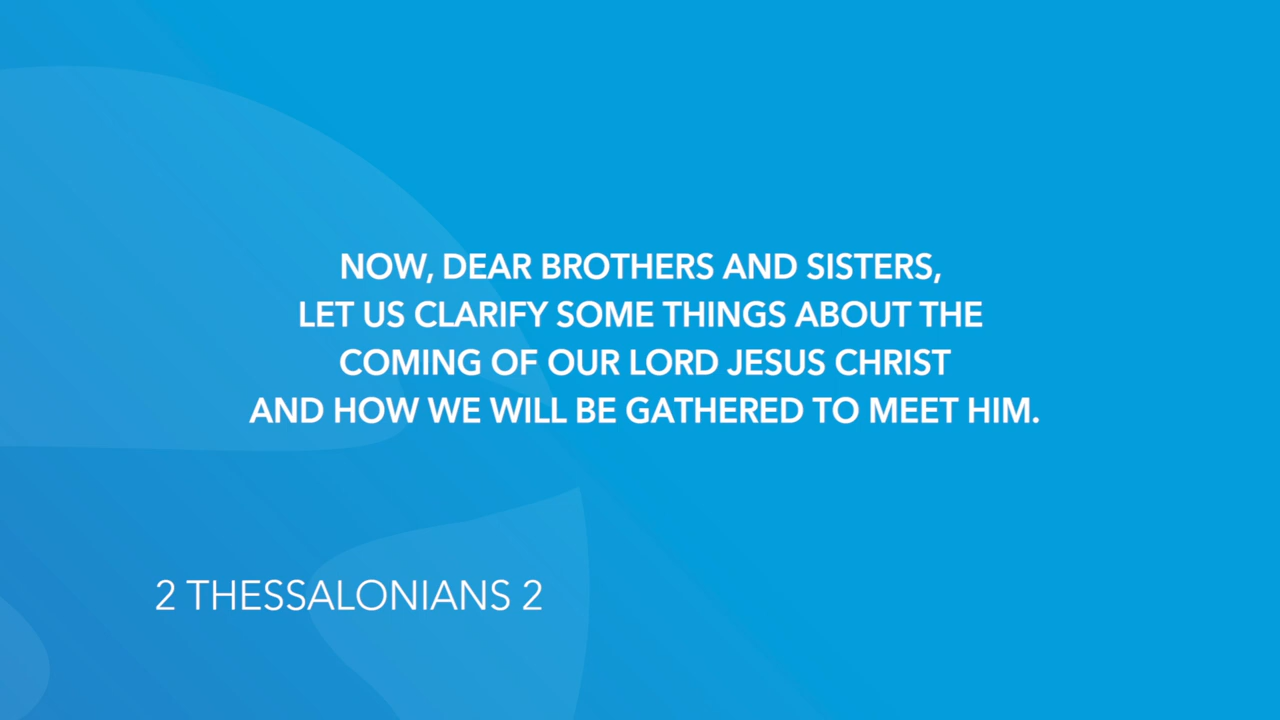 NOW, DEAR BROTHERS AND SISTERS,
LET US CLARIFY SOME THINGS ABOUT THE
COMING OF OUR LORD JESUS CHRIST
AND HOW WE WILL BE GATHERED TO MEET HIM.
2 THESSALONIANS 2